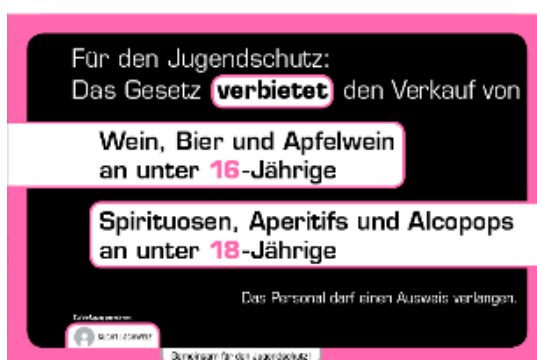 Für den Jugendschutz:
Das Gesetz verbietet den Verkauf von
Wein, Bier und Apfelwein
an unter 16-Jährige
Spirituosen, Aperitifs und Alcopops
an unter 18-Jährige
Das Personal darf einen Ausweis verlangen.
Gemeinsam für den Jugendschutz!